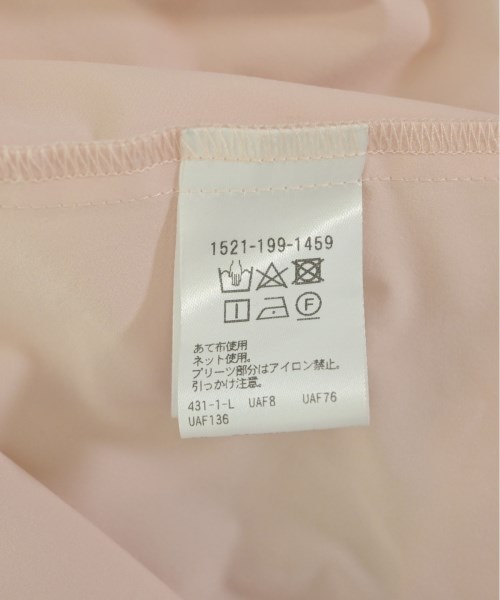 1521-199-1459
F
あて布使用
ネット使用。
プリーツ部分はアイロン禁止。
引っかけ注意。
431-1-L UAF8 UAF76
UAF136